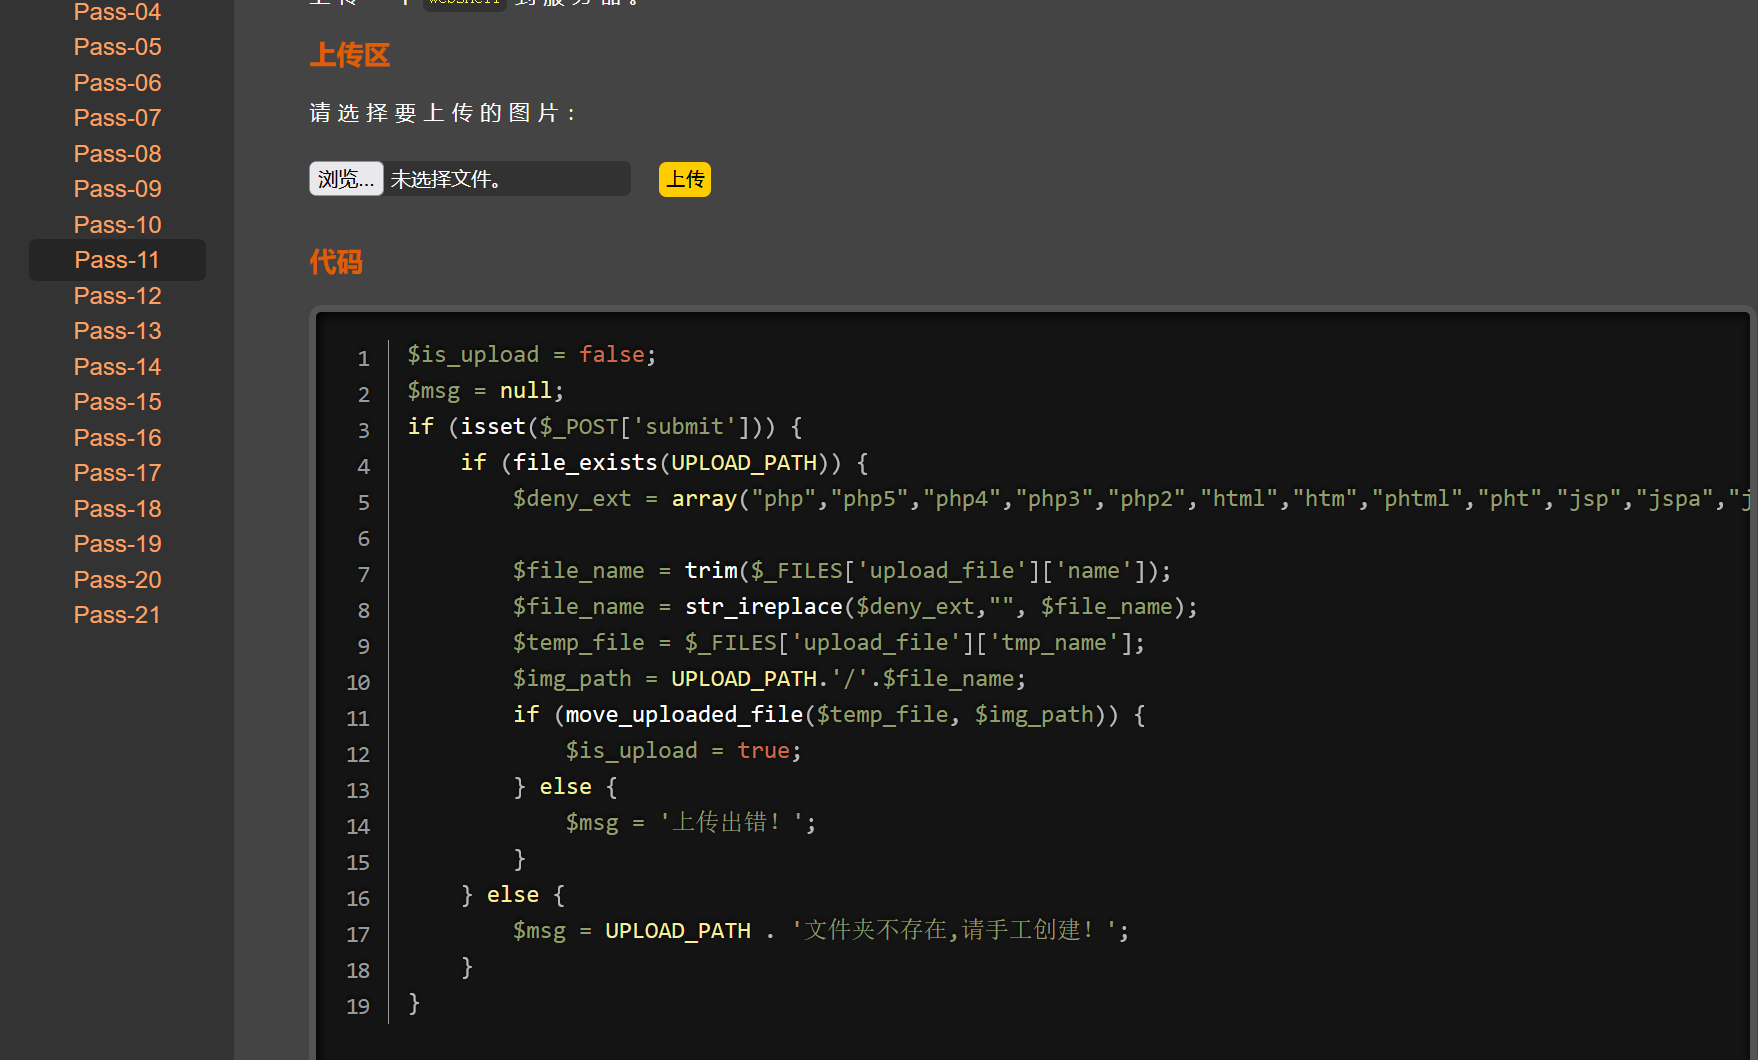 Pass-04
Pass-05
Pass-06
Pass-07
Pass-08
Pass-09
Pass-10
Pass-11
Pass-12
Pass-13
Pass-14
Pass-15
Pass-16
Pass-17
Pass-18
Pass-19
Pass-20
Pass-21
上传一个 webshell 到服务器。
上传区
请选择要上传的图片：
浏览... 未选择文件。 上传
代码
1 $is_upload = false;
2 $msg = null;
3 if (isset($_POST['submit'])) {
4     if (file_exists(UPLOAD_PATH)) {
5         $deny_ext = array("php","php5","php4","php3","php2","html","htm","phtml","pht","jsp","jspa","j
6
7         $file_name = trim($_FILES['upload_file']['name']);
8         $file_name = str_ireplace($deny_ext,"", $file_name);
9         $temp_file = $_FILES['upload_file']['tmp_name'];
10         $img_path = UPLOAD_PATH.'/'.$file_name;
11         if (move_uploaded_file($temp_file, $img_path)) {
12             $is_upload = true;
13         } else {
14             $msg = '上传出错！';
15         }
16     } else {
17         $msg = UPLOAD_PATH . '文件夹不存在,请手工创建！';
18     }
19 }